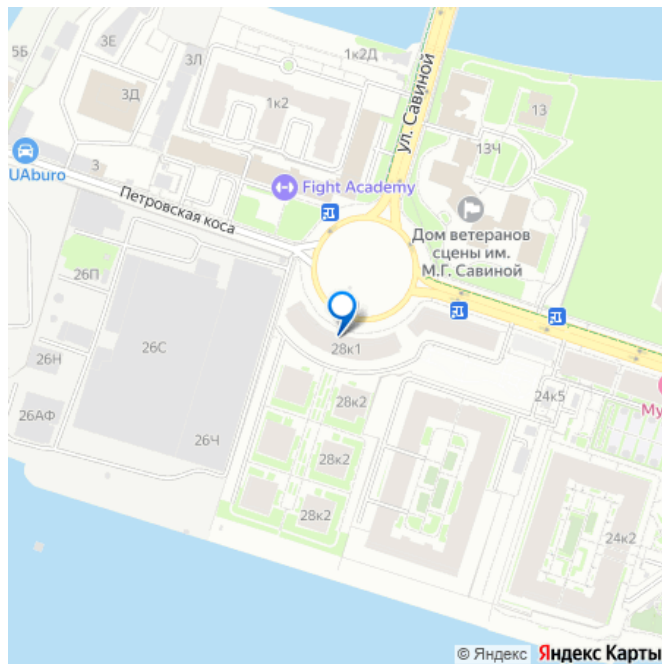 5Б
3Е
3Л
1к2Д
ул. Савиной
3Д
1к2
13
13Ч
3
UAburo
Fight Academy
Петровская коса
Дом ветеранов
сцены им.
М.Г. Савиной
26П
26С
28к1
26Н
24к5
28к2
26АФ
26Ч
28к2
28к2
24к2
© Яндекс Яндекс Карты